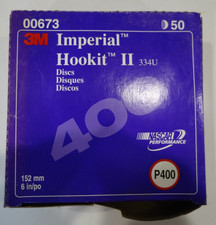 00673
50
3M Imperial™
Hookit™ II 334U
Discs
Disques
Discos
400
NASCAR
PERFORMANCE
152 mm
6 in/po
P400